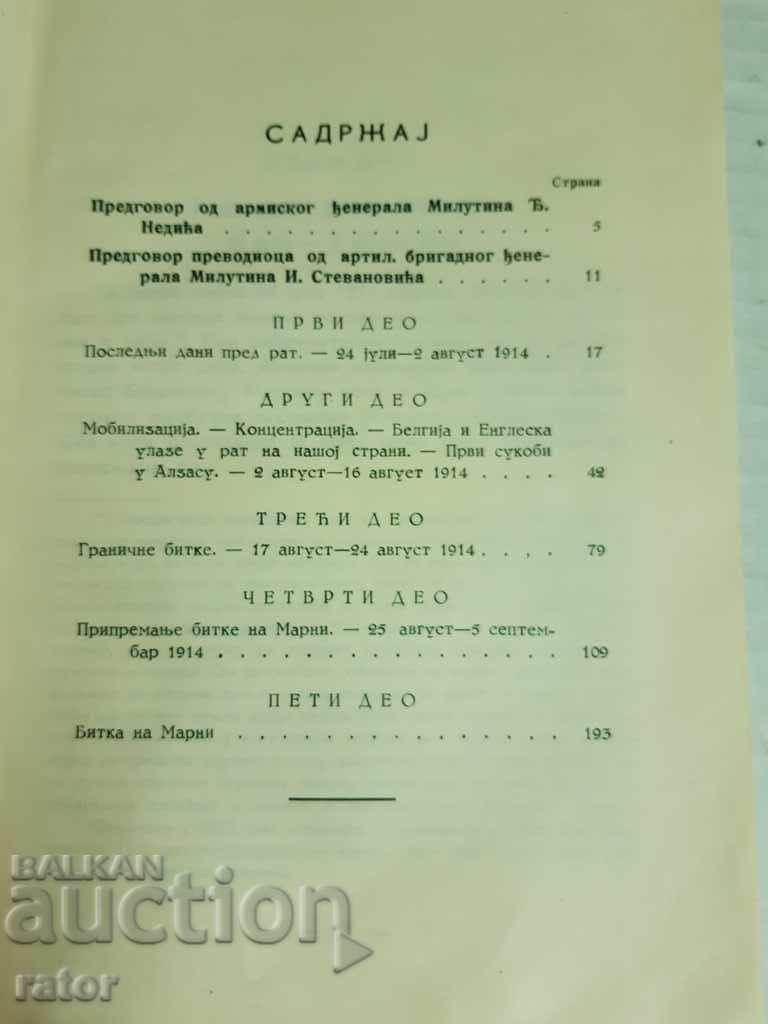 САДРЖАЈ
Страна
Предговор од армиског ђенерала Милутина Ђ.
Недића . . . . . . . . . . . . . . . . 5
Предговор преводиоца од артил. бригадног ђене-
рала Милутина И. Стевановића . . . . . . 11
ПРВИ ДЕО
Последњи дани пред рат. — 24 јули—2 август 1914 . 17
ДРУГИ ДЕО
Мобилизација. — Концентрација. — Белгија и Енглеска
улазе у рат на нашој страни. — Први сукоби
у Алзасу. — 2 август—16 август 1914 . . . . 42
ТРЕЋИ ДЕО
Граничне битке. — 17 август—24 август 1914 . . . . 79
ЧЕТВРТИ ДЕО
Припремање битке на Марни. — 25 август—5 септем-
бар 1914 . . . . . . . . . . . . . . . . 109
ПЕТИ ДЕО
Битка на Марни . . . . . . . . . . . . . . . 193
BALKAN
auction
rator